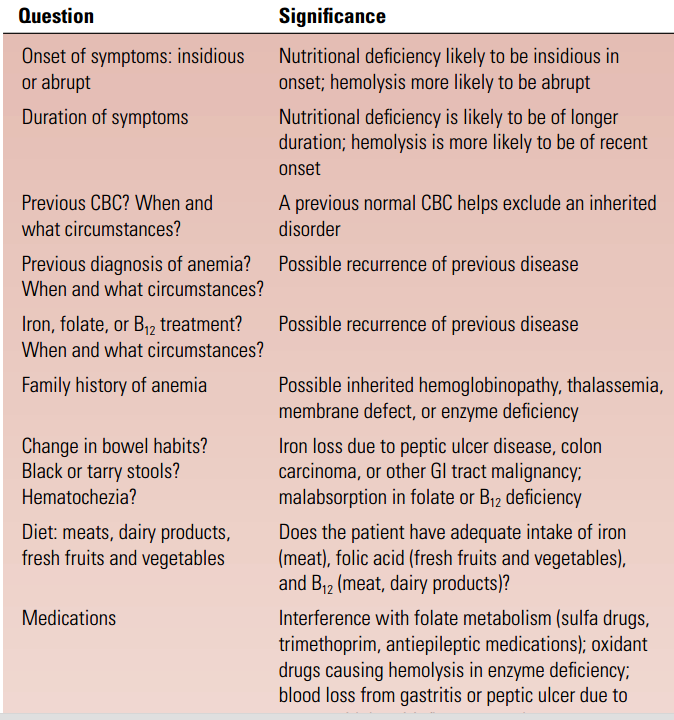 Question Significance
Onset of symptoms: insidious
or abrupt
Nutritional deficiency likely to be insidious in
onset; hemolysis more likely to be abrupt
Duration of symptoms
Nutritional deficiency is likely to be of longer
duration; hemolysis is more likely to be of recent
onset
Previous CBC? When and
what circumstances?
A previous normal CBC helps exclude an inherited
disorder
Previous diagnosis of anemia?
When and what circumstances?
Possible recurrence of previous disease
Iron, folate, or B12 treatment?
When and what circumstances?
Possible recurrence of previous disease
Family history of anemia
Possible inherited hemoglobinopathy, thalassemia,
membrane defect, or enzyme deficiency
Change in bowel habits?
Black or tarry stools?
Hematochezia?
Iron loss due to peptic ulcer disease, colon
carcinoma, or other GI tract malignancy;
malabsorption in folate or B12 deficiency
Diet: meats, dairy products,
fresh fruits and vegetables
Does the patient have adequate intake of iron
(meat), folic acid (fresh fruits and vegetables),
and B12 (meat, dairy products)?
Medications
Interference with folate metabolism (sulfa drugs,
trimethoprim, antiepileptic medications); oxidant
drugs causing hemolysis in enzyme deficiency;
blood loss from gastritis or peptic ulcer due to